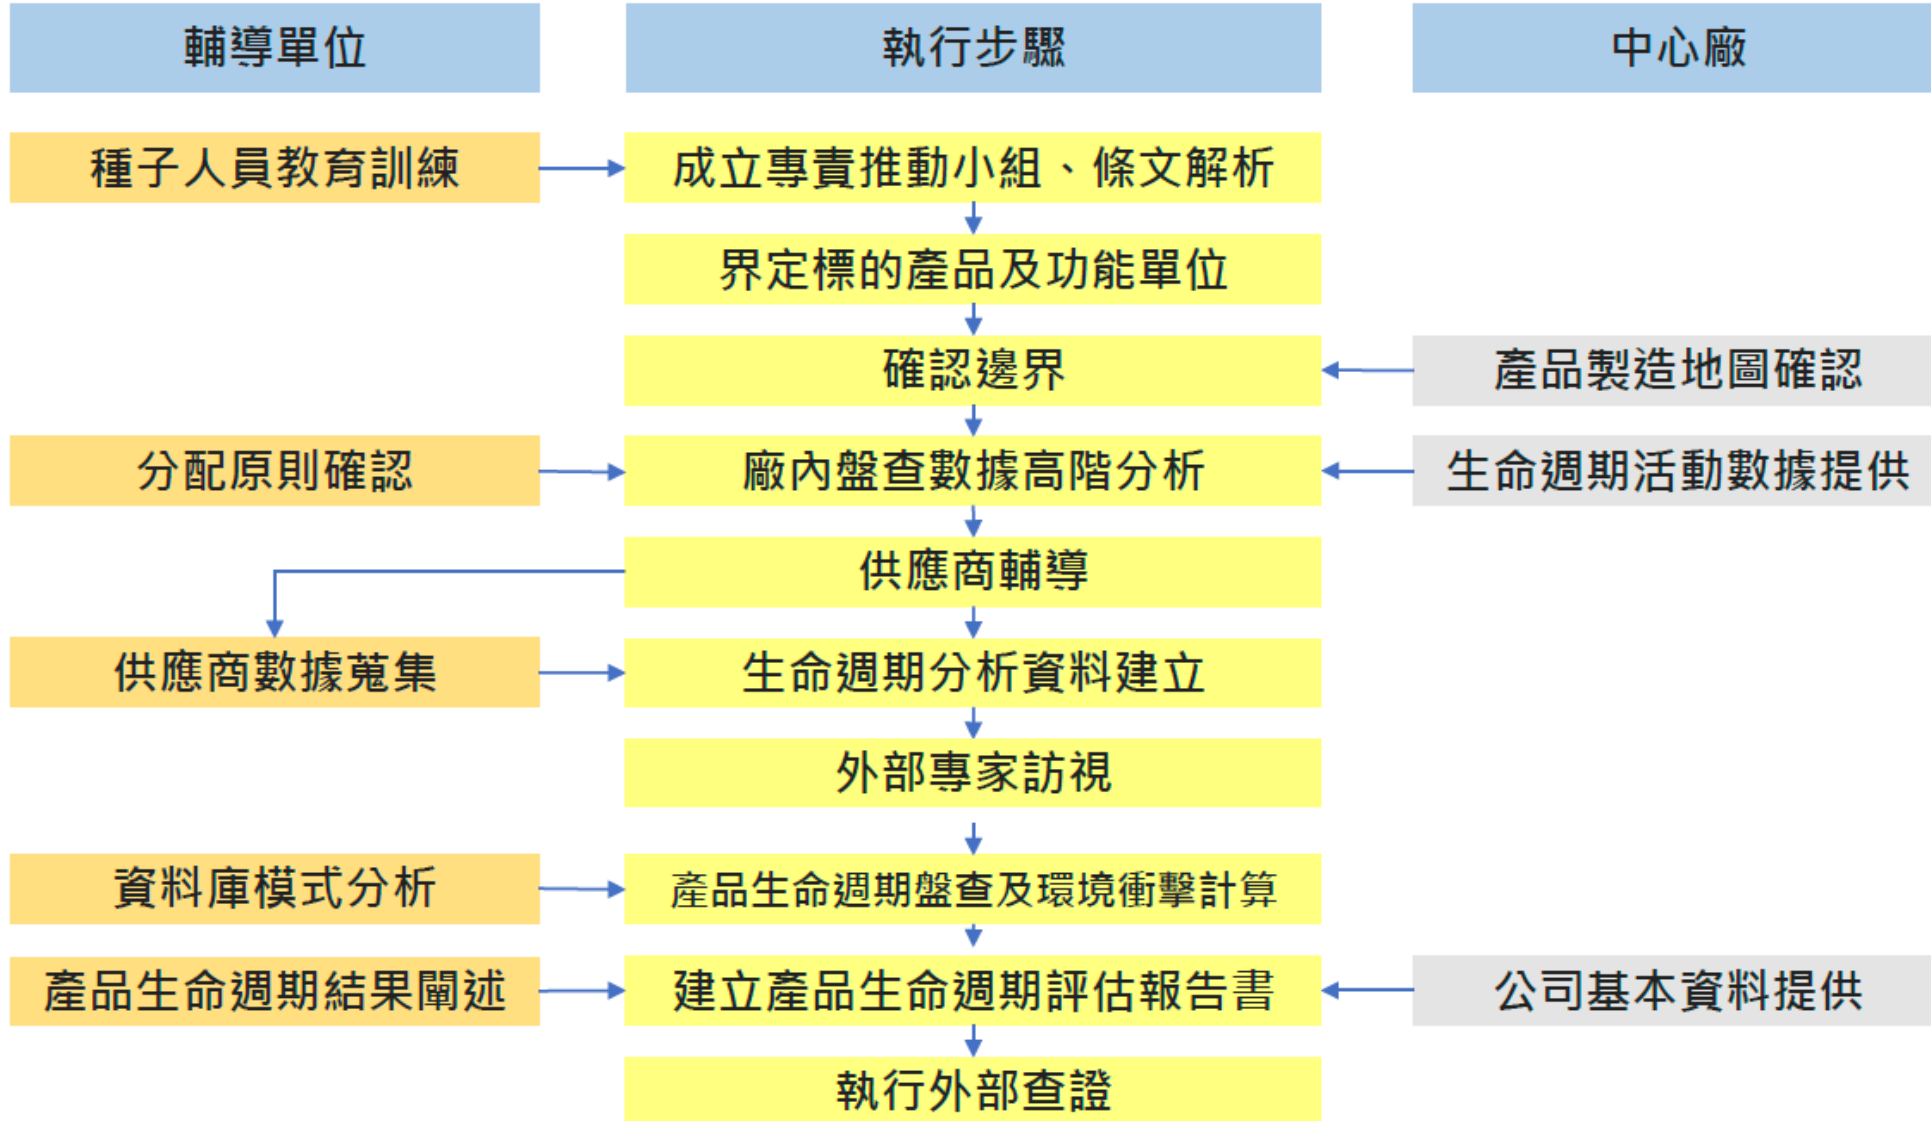 輔導單位
執行步驟
中心廠
種子人員教育訓練
成立專責推動小組、條文解析
界定標的產品及功能單位
確認邊界
產品製造地圖確認
分配原則確認
廠內盤查數據高階分析
生命週期活動數據提供
供應商輔導
供應商數據蒐集
生命週期分析資料建立
外部專家訪視
資料庫模式分析
產品生命週期盤查及環境衝擊計算
產品生命週期結果闡述
建立產品生命週期評估報告書
公司基本資料提供
執行外部查證